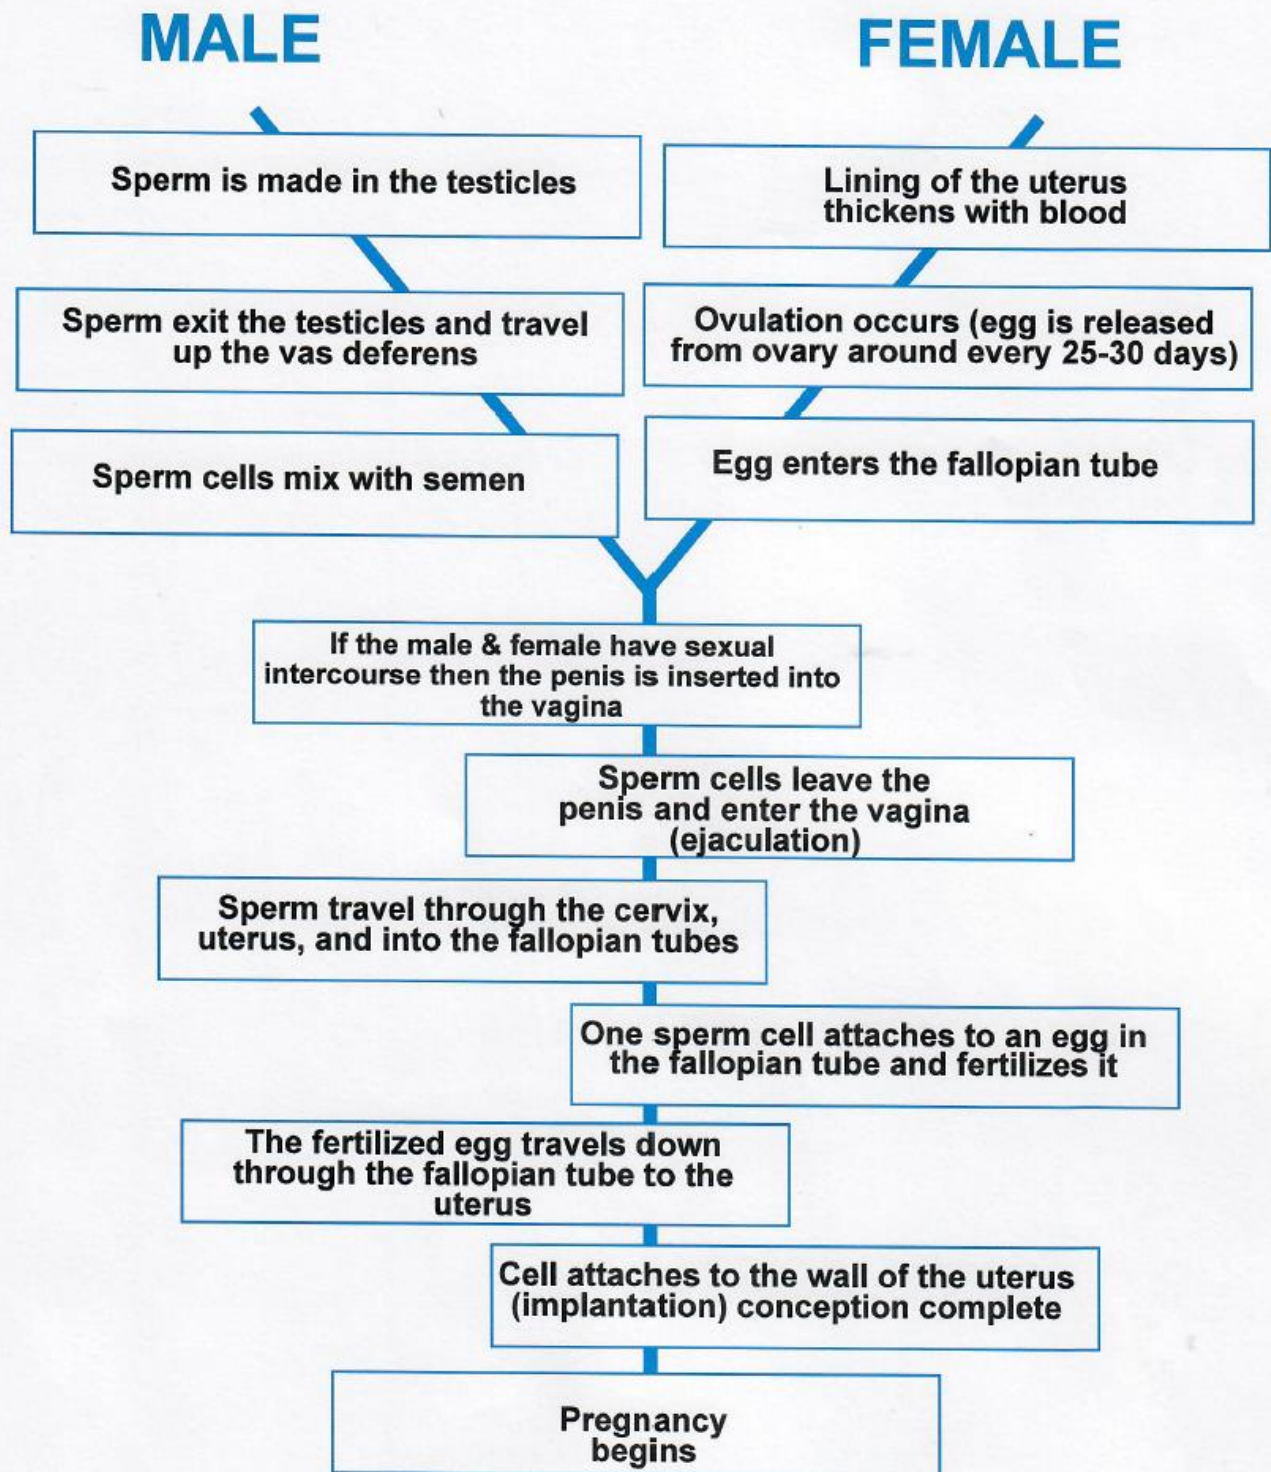 MALE
FEMALE
Sperm is made in the testicles
Lining of the uterus
thickens with blood
Sperm exit the testicles and travel
up the vas deferens
Ovulation occurs (egg is released
from ovary around every 25-30 days)
Sperm cells mix with semen
Egg enters the fallopian tube
If the male & female have sexual
intercourse then the penis is inserted into
the vagina
Sperm cells leave the
penis and enter the vagina
(ejaculation)
Sperm travel through the cervix,
uterus, and into the fallopian tubes
One sperm cell attaches to an egg in
the fallopian tube and fertilizes it
The fertilized egg travels down
through the fallopian tube to the
uterus
Cell attaches to the wall of the uterus
(implantation) conception complete
Pregnancy
begins